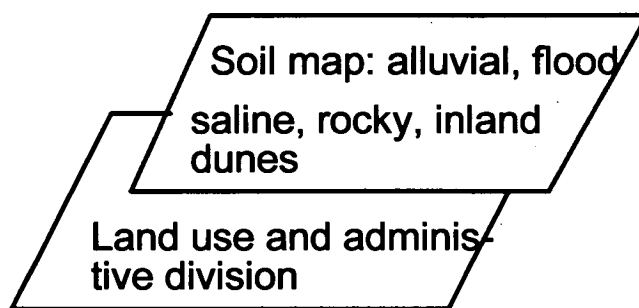 Soil map: alluvial, flood
saline, rocky, inland
dunes
Land use and adminis-
tive division